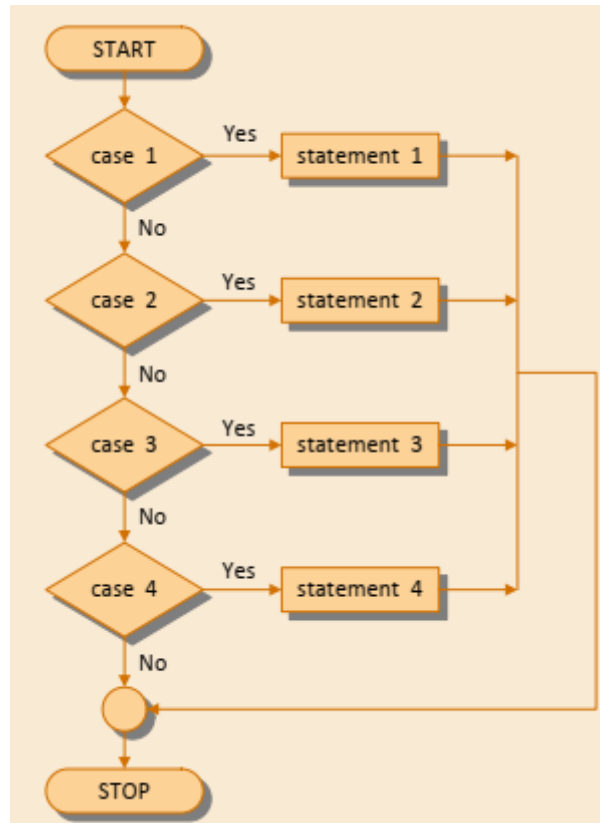 START
case 1
Yes
statement 1
No
case 2
Yes
statement 2
No
case 3
Yes
statement 3
No
case 4
Yes
statement 4
No
STOP